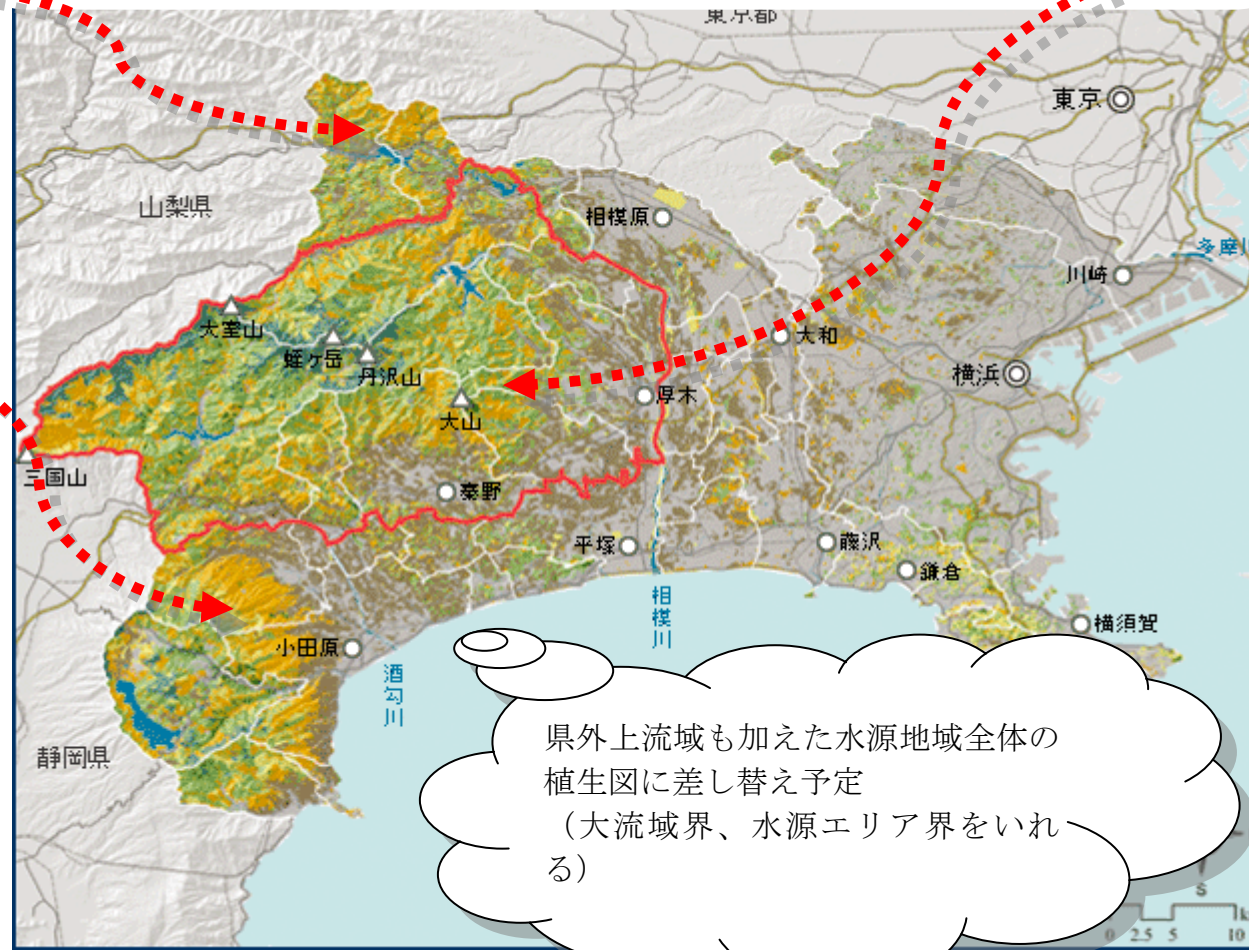 東京都
東京
山梨県
相模原
多摩川
川崎
大室山
大和
蛭ヶ岳
丹沢山
横浜
厚木
大山
三国山
秦野
平塚
藤沢
鎌倉
相模川
横須賀
小田原
酒匂川
静岡県
県外上流域も加えた水源地域全体の
植生図に差し替え予定
（大流域界、水源エリア界をいれ
る）
S
0 2.5 5 10